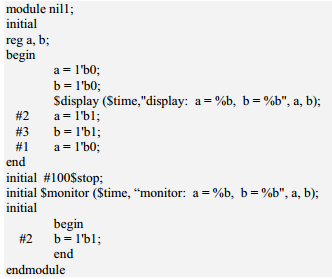 module nill1;
initial
reg a, b;
begin
a = 1'b0;
b = 1'b0;
$display ($time,"display:  a = %b,  b = %b", a, b);
#2 a = 1'b1;
#3 b = 1'b1;
#1 a = 1'b0;
end
initial #100$stop;
initial $monitor ($time, “monitor:  a = %b,  b = %b", a, b);
initial
begin
#2 b = 1'b1;
end
endmodule